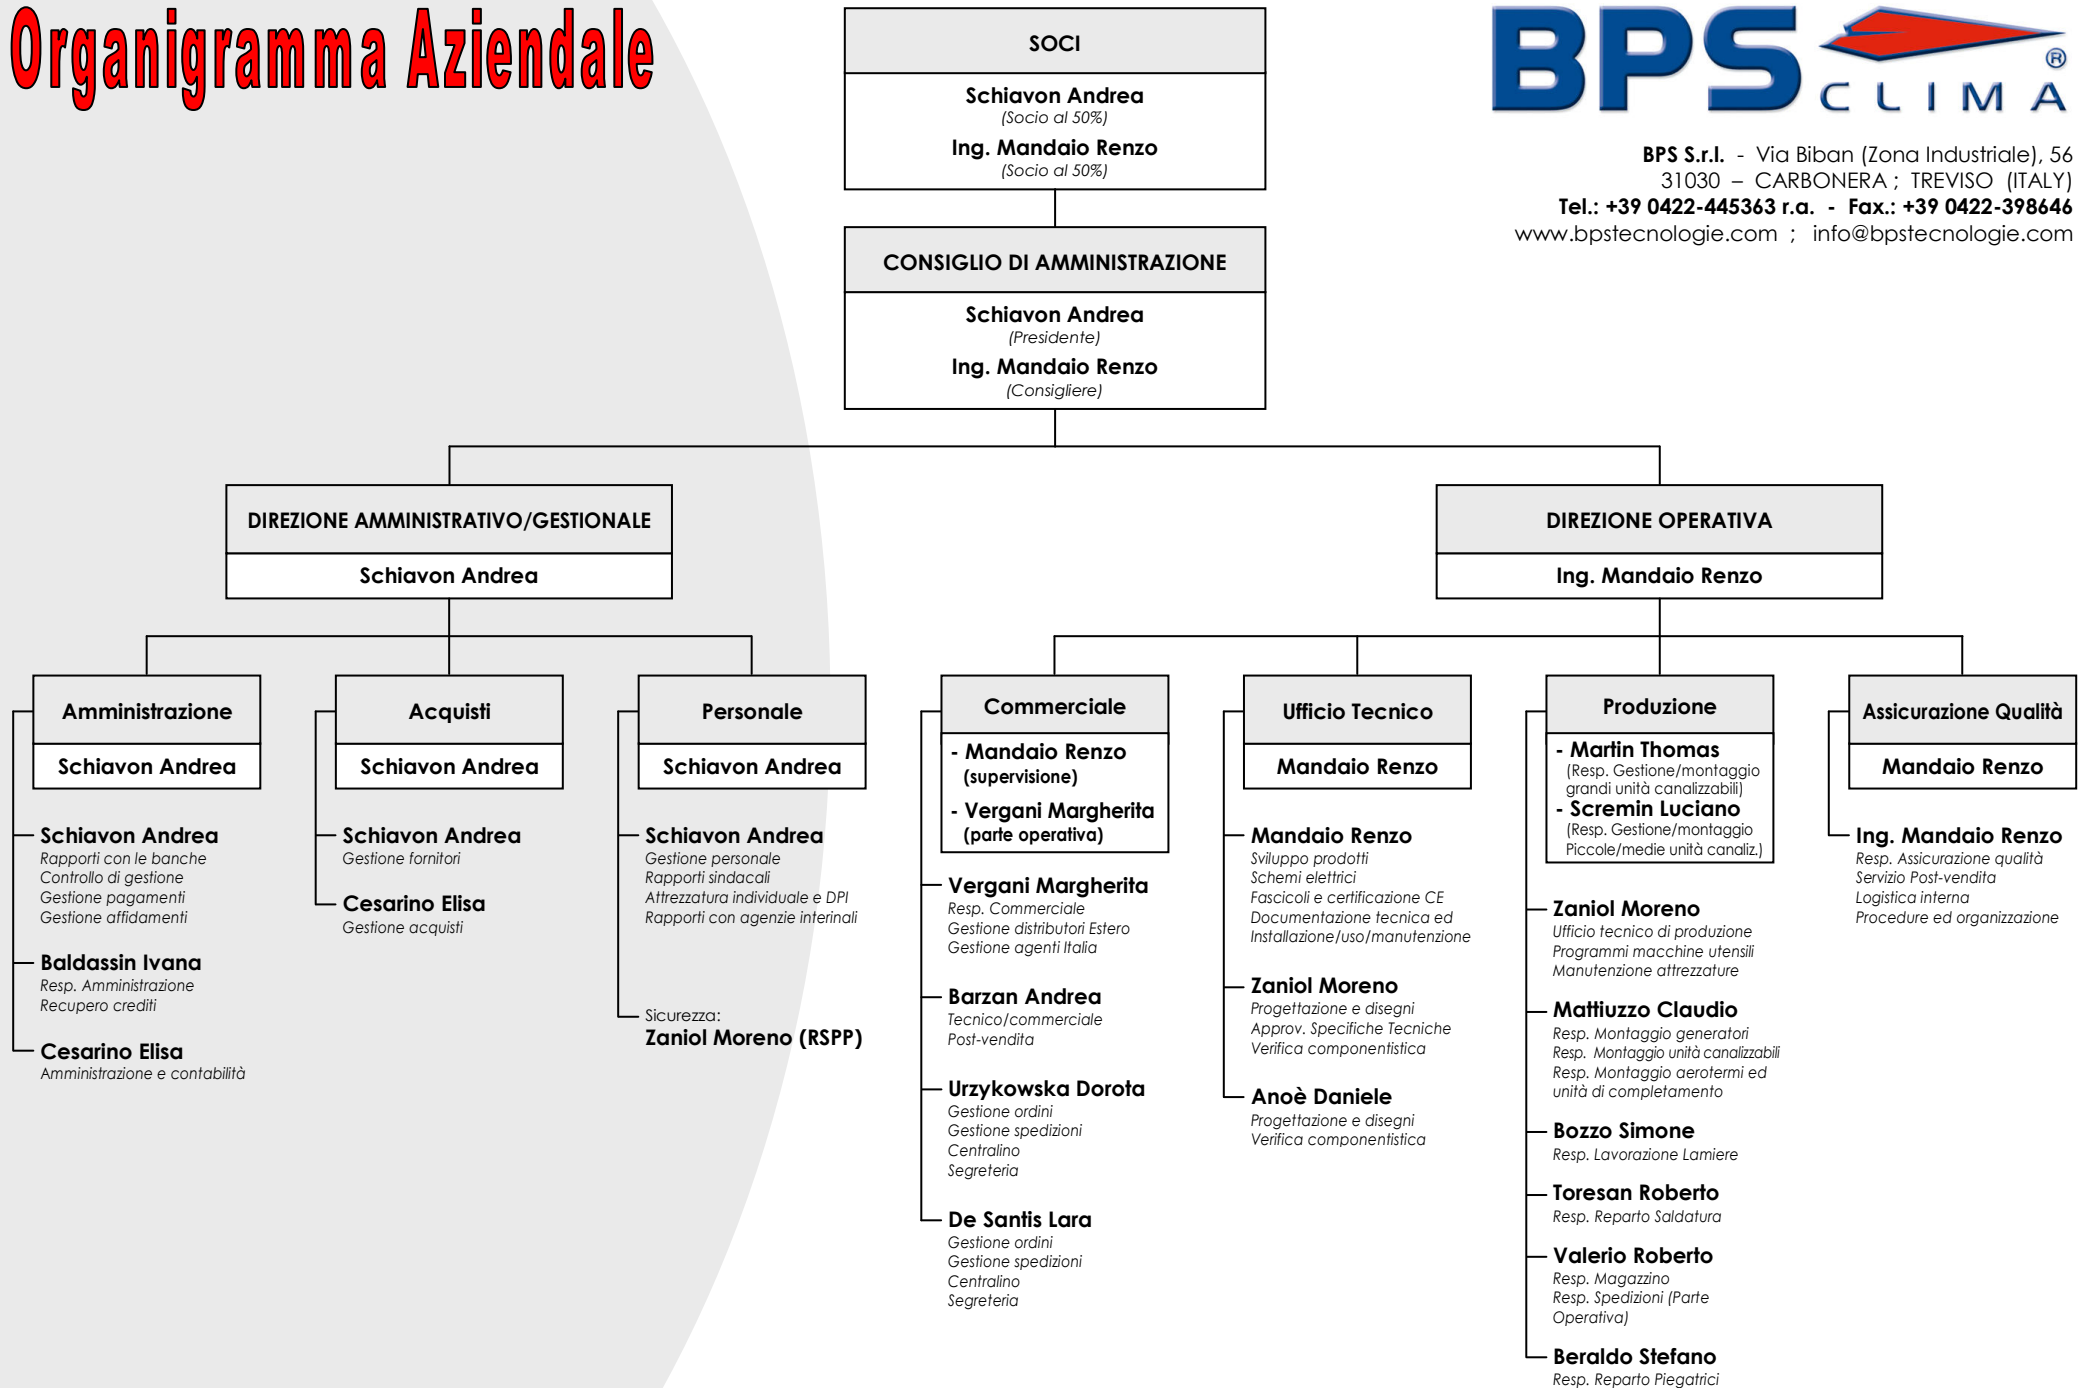 Organigramma Aziendale
BPS
CLIMA
®
BPS S.r.l. - Via Biban (Zona Industriale), 56
31030 – CARBONERA ; TREVISO (ITALY)
Tel.: +39 0422-445363 r.a. - Fax.: +39 0422-398646
www.bpstecnologie.com ; info@bpstecnologie.com
SOCI
Schiavon Andrea
(Socio al 50%)
Ing. Mandaio Renzo
(Socio al 50%)
CONSIGLIO DI AMMINISTRAZIONE
Schiavon Andrea
(Presidente)
Ing. Mandaio Renzo
(Consigliere)
DIREZIONE AMMINISTRATIVO/GESTIONALE
Schiavon Andrea
DIREZIONE OPERATIVA
Ing. Mandaio Renzo
Amministrazione
Schiavon Andrea
Schiavon Andrea
Rapporti con le banche
Controllo di gestione
Gestione pagamenti
Gestione affidamenti
Baldassin Ivana
Resp. Amministrazione
Recupero crediti
Cesarino Elisa
Amministrazione e contabilità
Acquisti
Schiavon Andrea
Schiavon Andrea
Gestione fornitori
Cesarino Elisa
Gestione acquisti
Personale
Schiavon Andrea
Schiavon Andrea
Gestione personale
Rapporti sindacali
Attrezzatura individuale e DPI
Rapporti con agenzie interinali
Sicurezza:
Zaniol Moreno (RSPP)
Commerciale
- Mandaio Renzo
(supervisione)
- Vergani Margherita
(parte operativa)
Vergani Margherita
Resp. Commerciale
Gestione distributori Estero
Gestione agenti Italia
Barzan Andrea
Tecnico/commerciale
Post-vendita
Urzykowska Dorota
Gestione ordini
Gestione spedizioni
Centralino
Segreteria
De Santis Lara
Gestione ordini
Gestione spedizioni
Centralino
Segreteria
Ufficio Tecnico
Mandaio Renzo
Mandaio Renzo
Sviluppo prodotti
Schemi elettrici
Fascicoli e certificazione CE
Documentazione tecnica ed
Installazione/uso/manutenzione
Zaniol Moreno
Progettazione e disegni
Approv. Specifiche Tecniche
Verifica componentistica
Anoè Daniele
Progettazione e disegni
Verifica componentistica
Produzione
- Martin Thomas
(Resp. Gestione/montaggio
grandi unità canalizzabili)
- Scremin Luciano
(Resp. Gestione/montaggio
Piccole/medie unità canaliz.)
Zaniol Moreno
Ufficio tecnico di produzione
Programmi macchine utensili
Manutenzione attrezzature
Mattiuzzo Claudio
Resp. Montaggio generatori
Resp. Montaggio unità canalizzabili
Resp. Montaggio aerotermi ed
unità di completamento
Bozzo Simone
Resp. Lavorazione Lamiere
Toresan Roberto
Resp. Reparto Saldatura
Valerio Roberto
Resp. Magazzino
Resp. Spedizioni (Parte
Operativa)
Beraldo Stefano
Resp. Reparto Piegatrici
Assicurazione Qualità
Mandaio Renzo
Ing. Mandaio Renzo
Resp. Assicurazione qualità
Servizio Post-vendita
Logistica interna
Procedure ed organizzazione